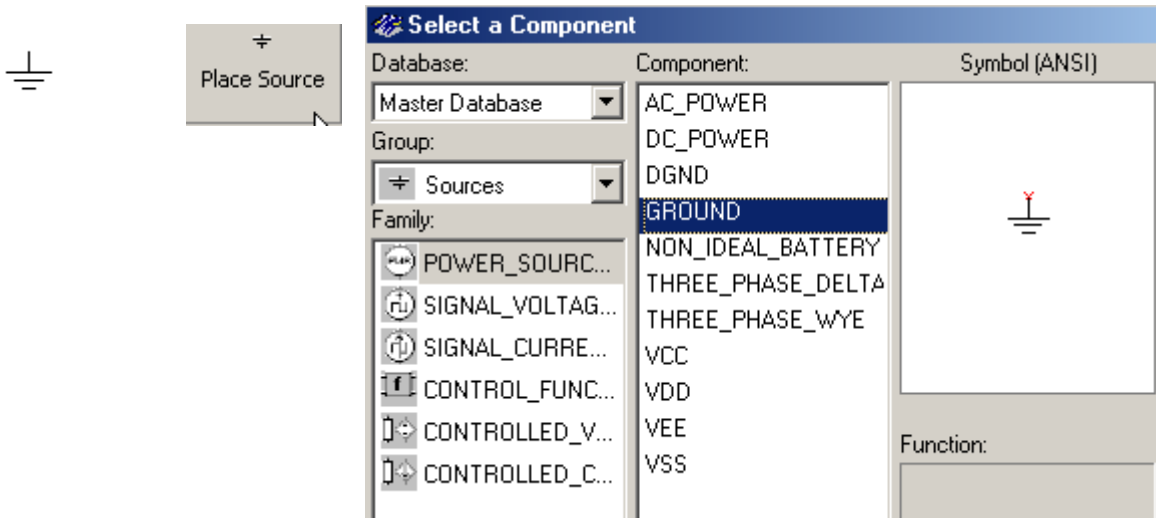 Place Source
Select a Component
Database:
Master Database
Group:
Sources
Family:
POWER_SOURC...
SIGNAL_VOLTAG...
SIGNAL_CURRE...
CONTROL_FUNC...
CONTROLLED_V...
CONTROLLED_C...
Component:
AC_POWER
DC_POWER
DGND
GROUND
NON_IDEAL_BATTERY
THREE_PHASE_DELTA
THREE_PHASE_WYE
VCC
VDD
VEE
VSS
Symbol (ANSI)
Function: